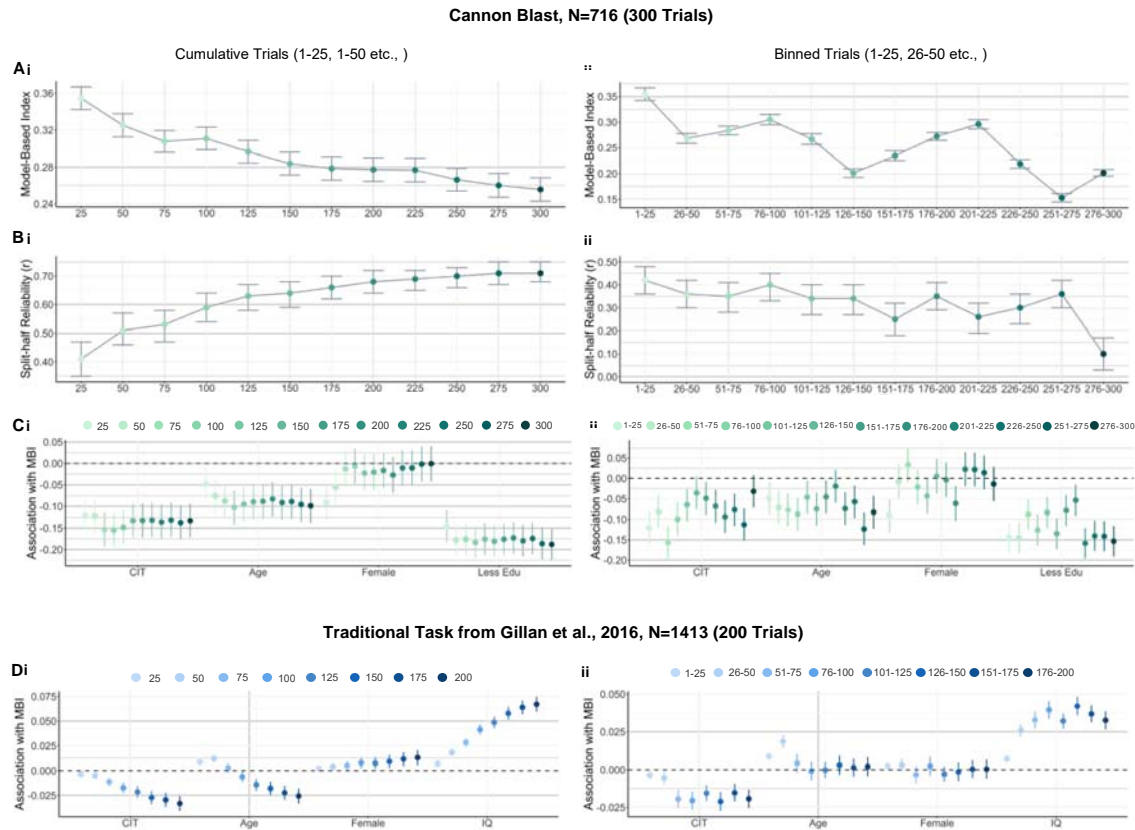 Cannon Blast, N=716 (300 Trials)
Cumulative Trials (1-25, 1-50 etc., )
Binned Trials (1-25, 26-50 etc., )
A i
Model-Based Index
0.36
0.32
0.28
0.24
25 50 75 100 125 150 175 200 225 250 275 300
Model-Based Index
0.35
0.30
0.25
0.20
0.15
1-25 26-50 51-75 76-100 101-125 126-150 151-175 176-200 201-225 226-250 251-275 276-300
B i
Split-half Reliability (r)
0.70
0.60
0.50
0.40
25 50 75 100 125 150 175 200 225 250 275 300
ii
Split-half Reliability (r)
0.50
0.40
0.30
0.20
0.10
0.00
1-25 26-50 51-75 76-100 101-125 126-150 151-175 176-200 201-225 226-250 251-275 276-300
C i
25 50 75 100 125 150 175 200 225 250 275 300
Association with MBI
0.05
0.00
-0.05
-0.10
-0.15
-0.20
CIT Age Female Less Edu
ii
1-25 26-50 51-75 76-100 101-125 126-150 151-175 176-200 201-225 226-250 251-275 276-300
Association with MBI
0.05
0.00
-0.05
-0.10
-0.15
-0.20
CIT Age Female Less Edu
Traditional Task from Gillan et al., 2016, N=1413 (200 Trials)
D i
25 50 75 100 125 150 175 200
Association with MBI
0.075
0.050
0.025
0.000
-0.025
CIT Age Female IQ
ii
1-25 26-50 51-75 76-100 101-125 126-150 151-175 176-200
Association with MBI
0.050
0.025
0.000
-0.025
CIT Age Female IQ